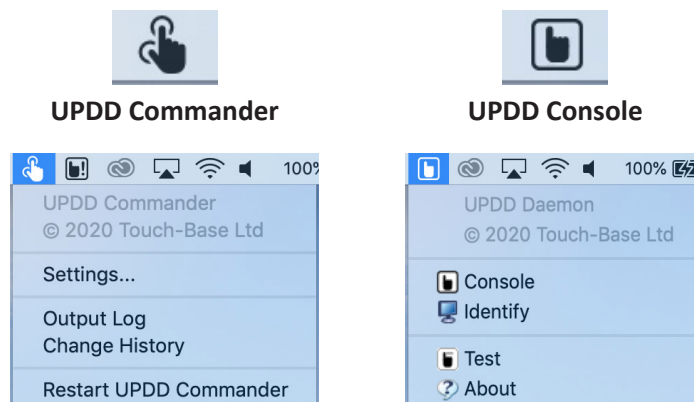 UPDD Commander
UPDD Console
100%
UPDD Commander
© 2020 Touch-Base Ltd
Settings...
Output Log
Change History
Restart UPDD Commander
100%
UPDD Daemon
© 2020 Touch-Base Ltd
Console
Identify
Test
About